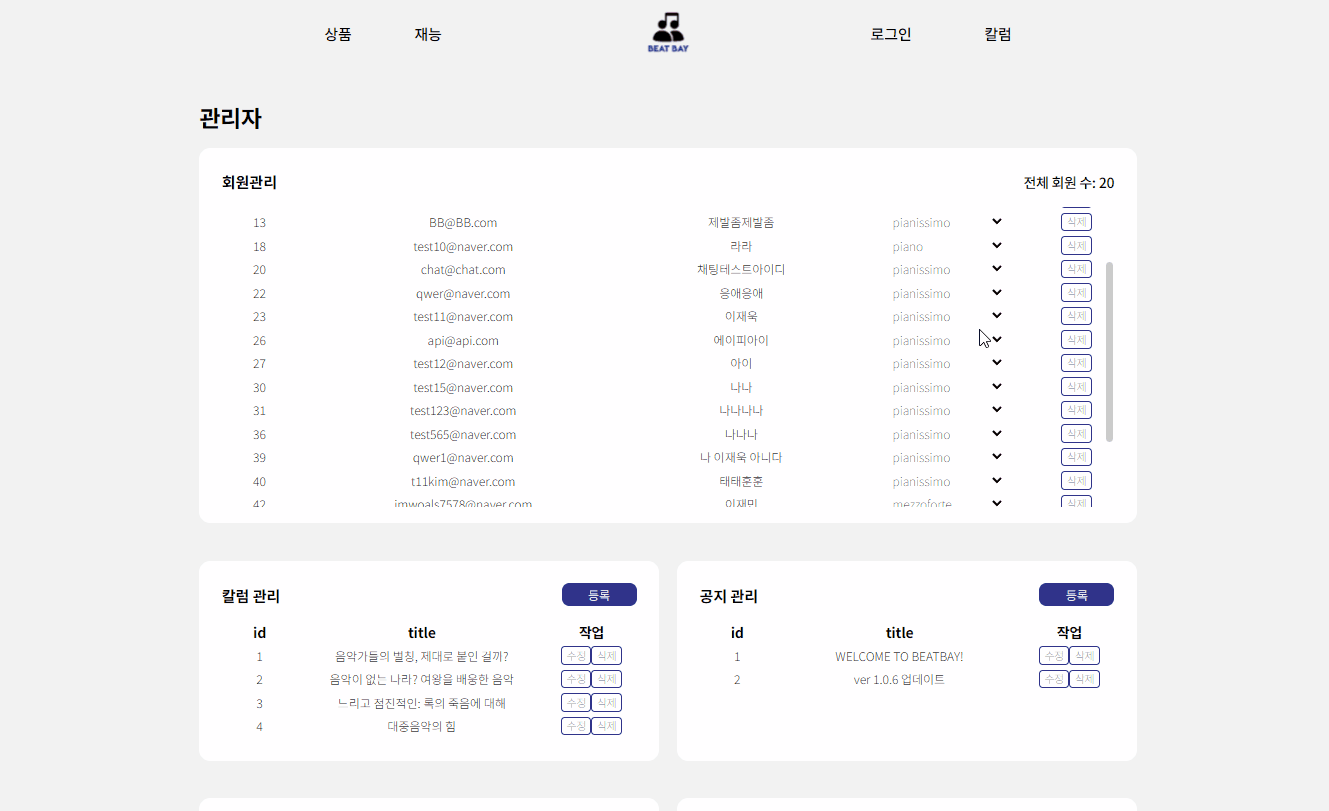 상품 재능 BEAT BAY 로그인 칼럼
관리자
회원관리 전체 회원 수: 20
13 BB@BB.com 제발좀제발좀 pianissimo 삭제
18 test10@naver.com 라라 piano 삭제
20 chat@chat.com 채팅테스트아이디 pianissimo 삭제
22 qwer@naver.com 응애응애 pianissimo 삭제
23 test11@naver.com 이재욱 pianissimo 삭제
26 api@api.com 에이피아이 pianissimo 삭제
27 test12@naver.com 아이 pianissimo 삭제
30 test15@naver.com 나나 pianissimo 삭제
31 test123@naver.com 나나나나 pianissimo 삭제
36 test565@naver.com 나나나 pianissimo 삭제
39 qwer1@naver.com 나 이재욱 아니다 pianissimo 삭제
40 t11kim@naver.com 태태훈훈 pianissimo 삭제
42 imwoals7578@naver.com 이재민 mezzoforte 삭제
칼럼 관리 등록
id title 작업
1 음악가들의 별칭, 제대로 붙인 걸까? 수정 삭제
2 음악이 없는 나라? 여왕을 배웅한 음악 수정 삭제
3 느리고 점진적인: 록의 죽음에 대해 수정 삭제
4 대중음악의 힘 수정 삭제
공지 관리 등록
id title 작업
1 WELCOME TO BEATBAY! 수정 삭제
2 ver 1.0.6 업데이트 수정 삭제